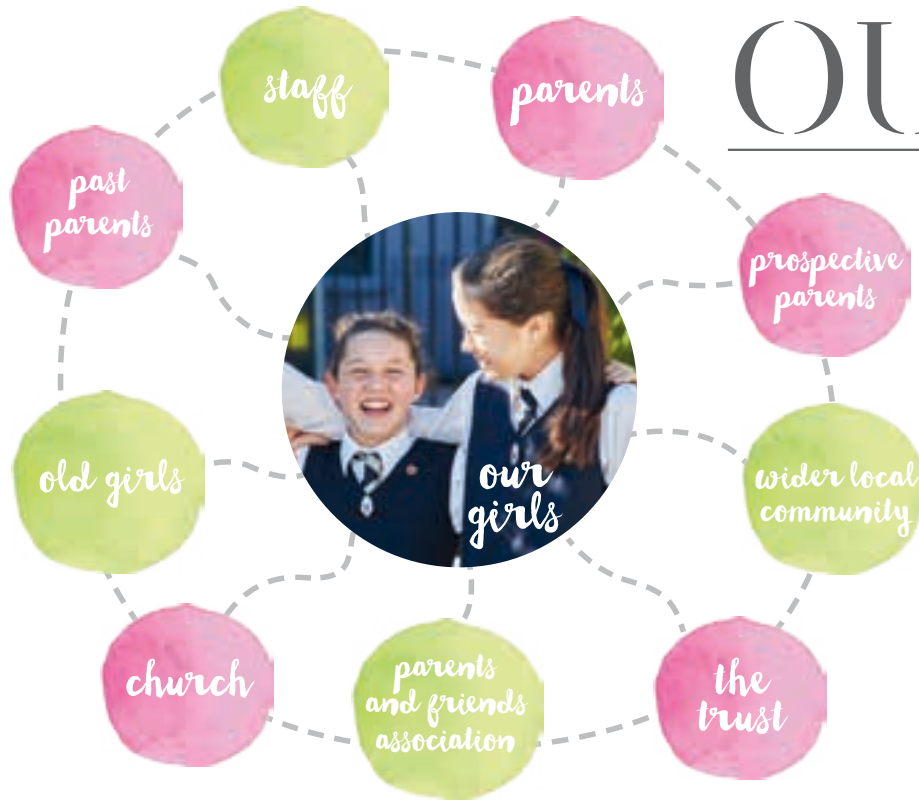 staff
parents
past
parents
prospective
parents
old girls
our
girls
wider local
community
church
parents
and friends
association
the
trust